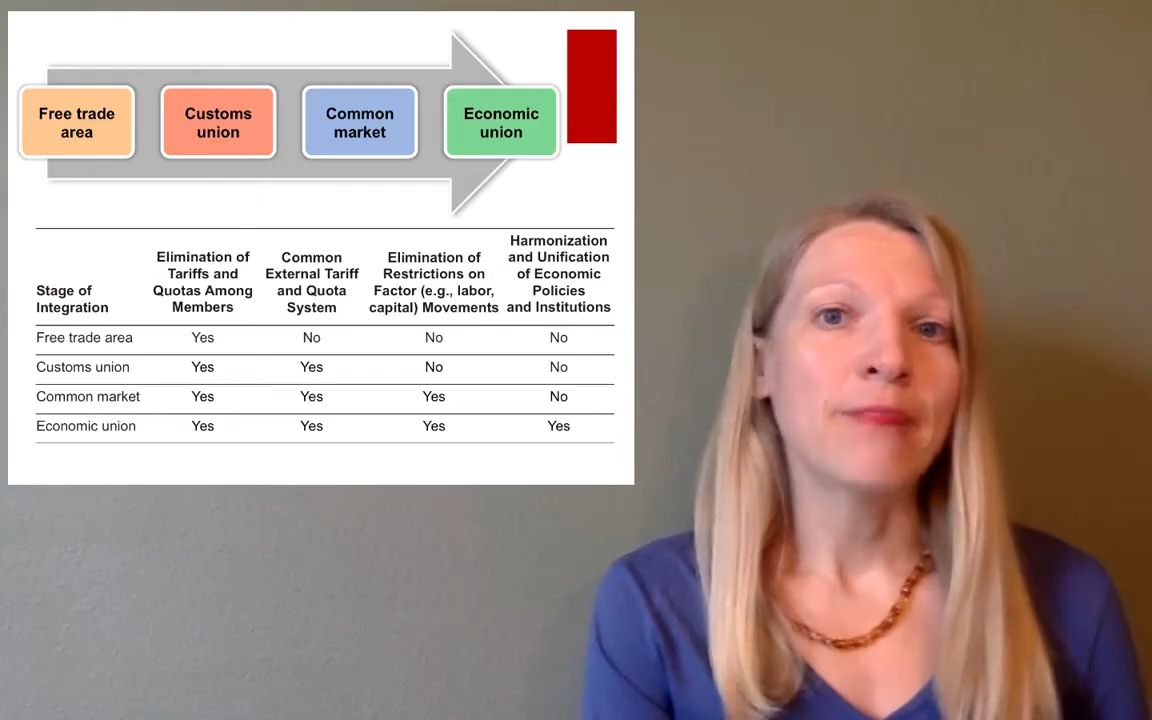 Free trade
area
Customs
union
Common
market
Economic
union
Stage of
Integration
Elimination of
Tariffs and
Quotas Among
Members
Common
External Tariff
and Quota
System
Elimination of
Restrictions on
Factor (e.g., labor,
capital) Movements
Harmonization
and Unification
of Economic
Policies
and Institutions
Free trade area Yes No No No
Customs union Yes Yes No No
Common market Yes Yes Yes No
Economic union Yes Yes Yes Yes